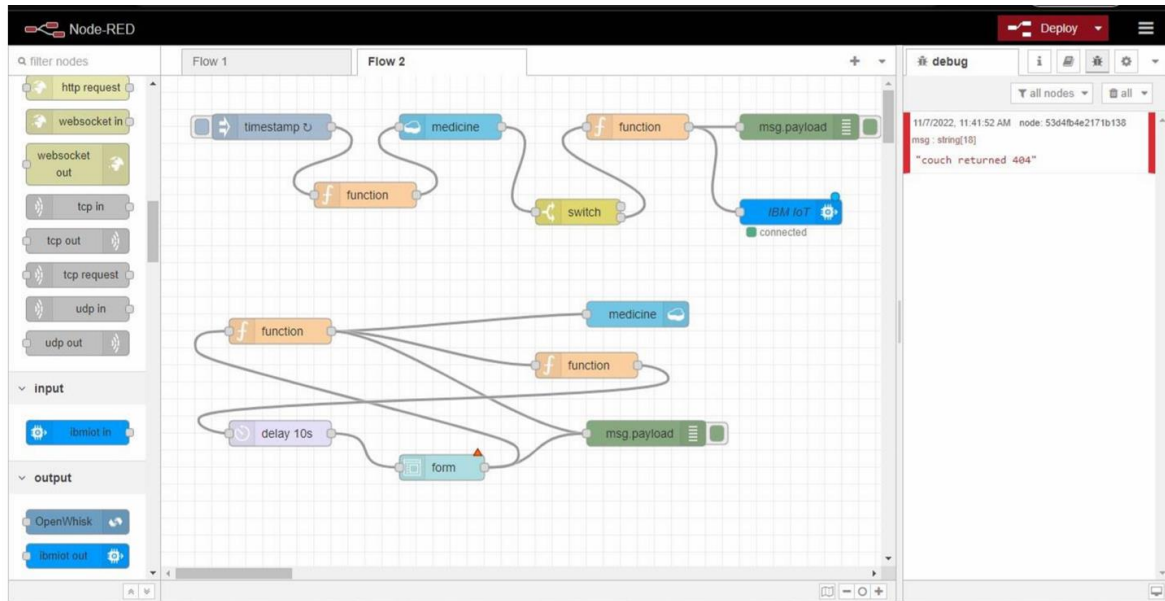 Node-RED
Deploy
filter nodes
Flow 1
Flow 2
debug
i
all nodes
all
http request
websocket in
websocket
out
tcp in
tcp out
tcp request
udp in
udp out
input
ibmiot in
output
OpenWhisk
ibmiot out
timestamp ↻
medicine
function
msg.payload
function
switch
IBM IoT
connected
function
medicine
function
delay 10s
msg.payload
form
11/7/2022, 11:41:52 AM node: 53d4fb4e2171b138
msg : string[18]
"couch returned 404"